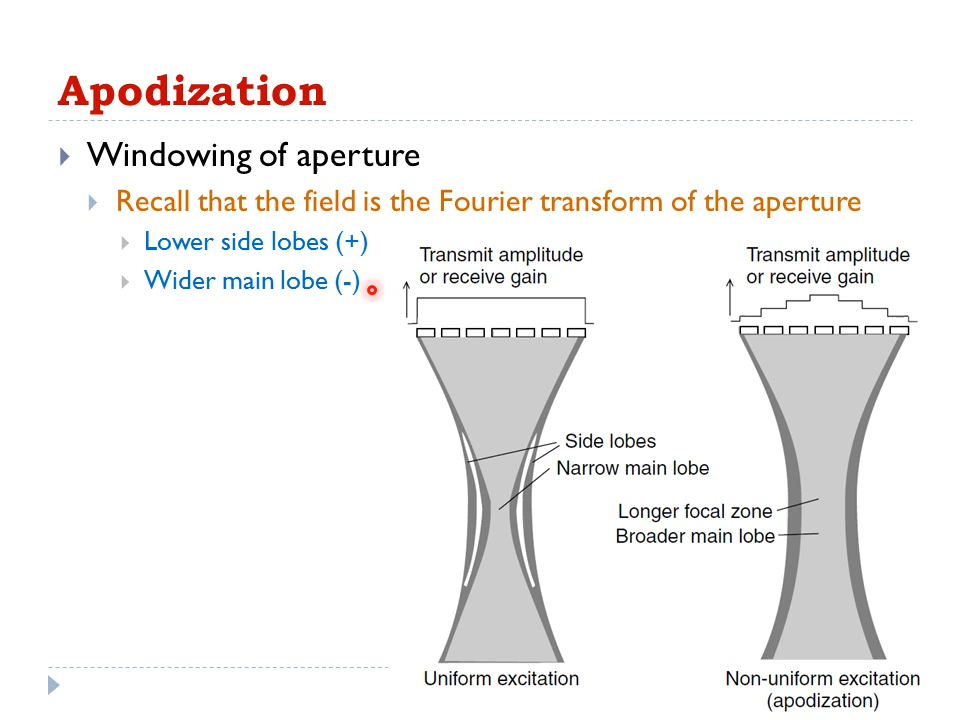 Apodization
Windowing of aperture
Recall that the field is the Fourier transform of the aperture
Lower side lobes (+)
Wider main lobe (-)
Transmit amplitude
or receive gain
Transmit amplitude
or receive gain
Side lobes
Narrow main lobe
Longer focal zone
Broader main lobe
Uniform excitation
Non-uniform excitation
(apodization)